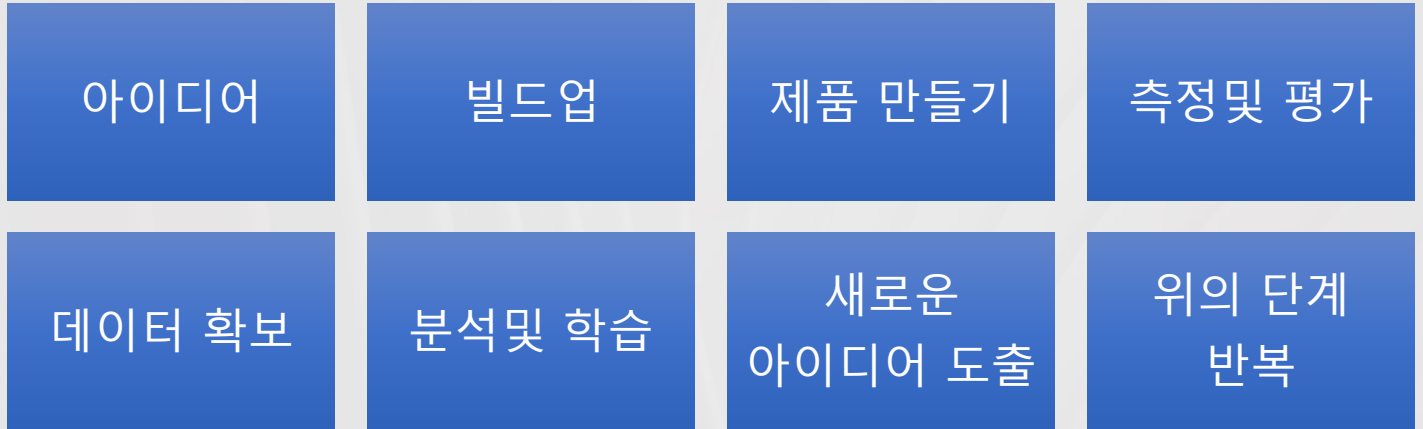 아이디어
빌드업
제품 만들기
측정및 평가
데이터 확보
분석및 학습
새로운
아이디어 도출
위의 단계
반복